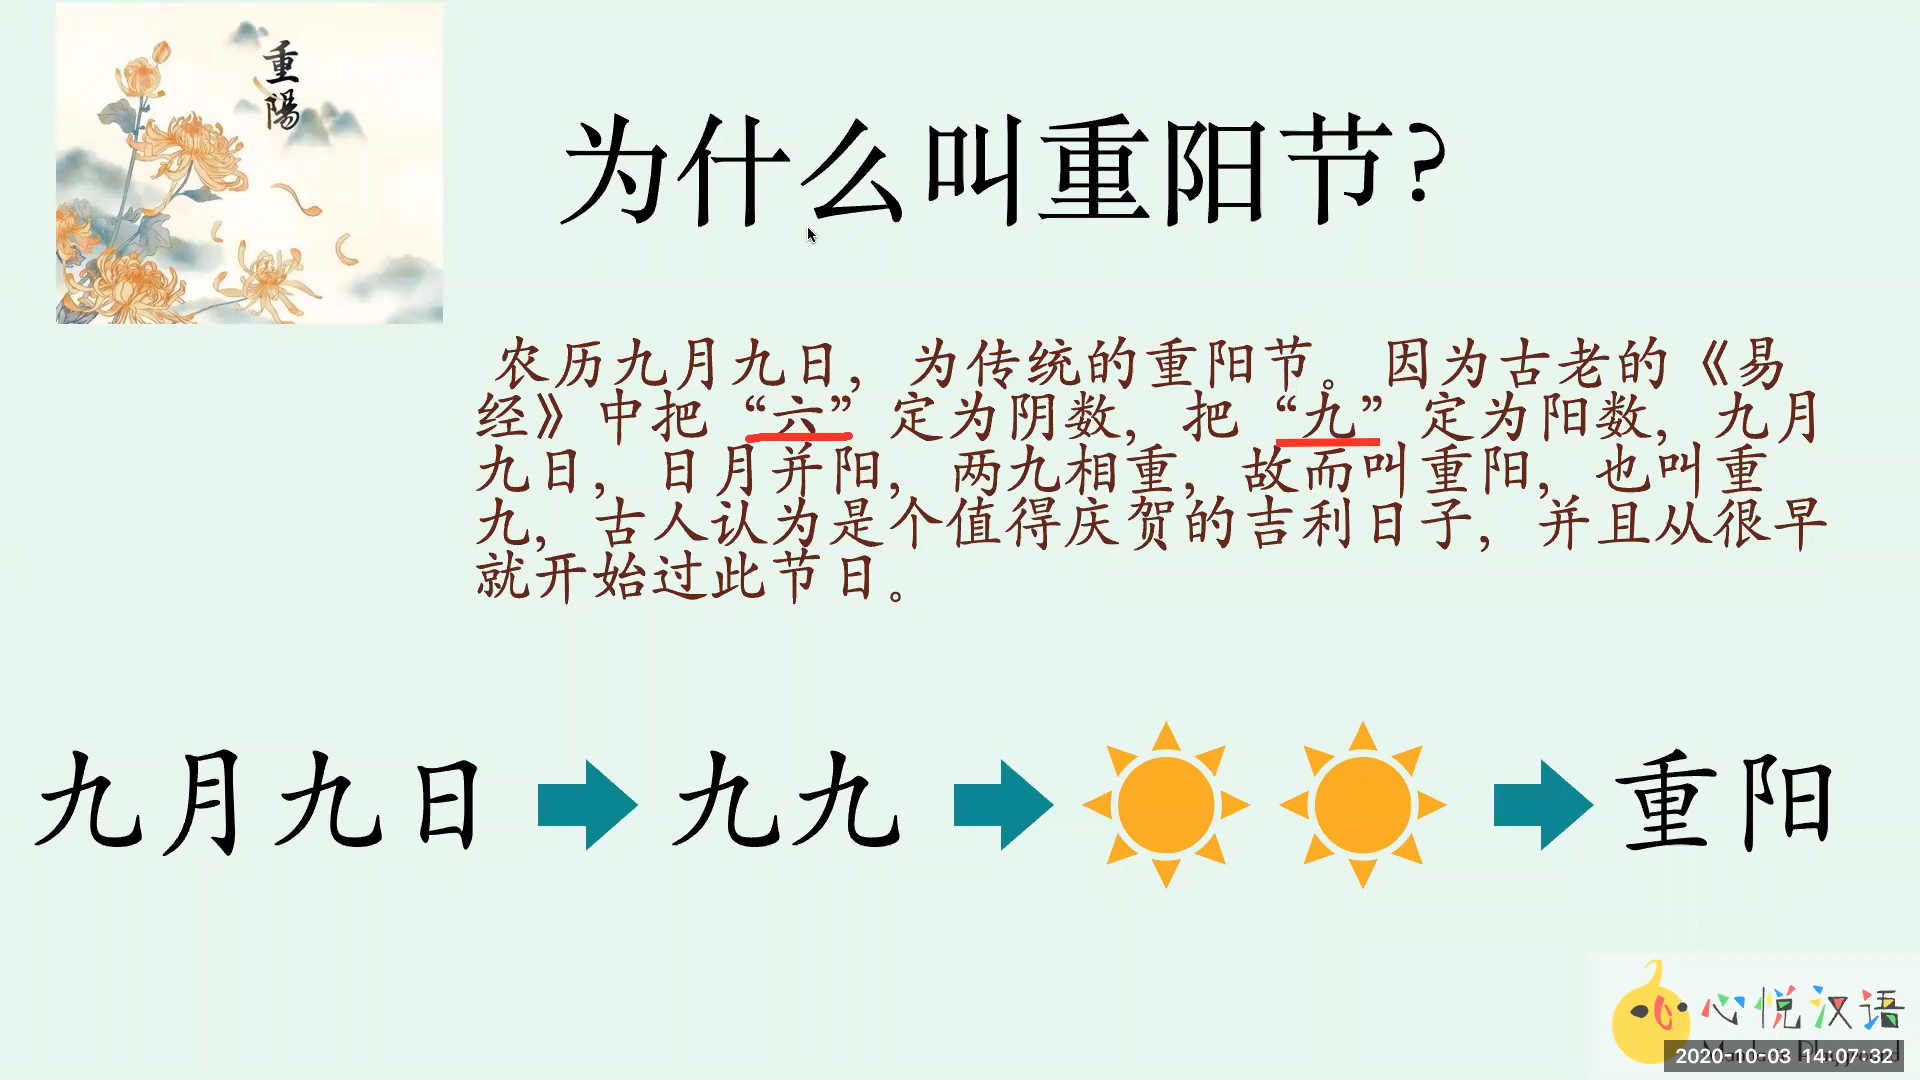 重
陽
为什么叫重阳节?
农历九月九日，为传统的重阳节。因为古老的《易
经》中把“六”定为阴数，把“九”定为阳数，九月
九日，日月并阳，两九相重，故而叫重阳，也叫重
九，古人认为是个值得庆贺的吉利日子，并且从很早
就开始过此节日。
九月九日 九九 重阳
心悦汉语
2020-10-03 14:07:32